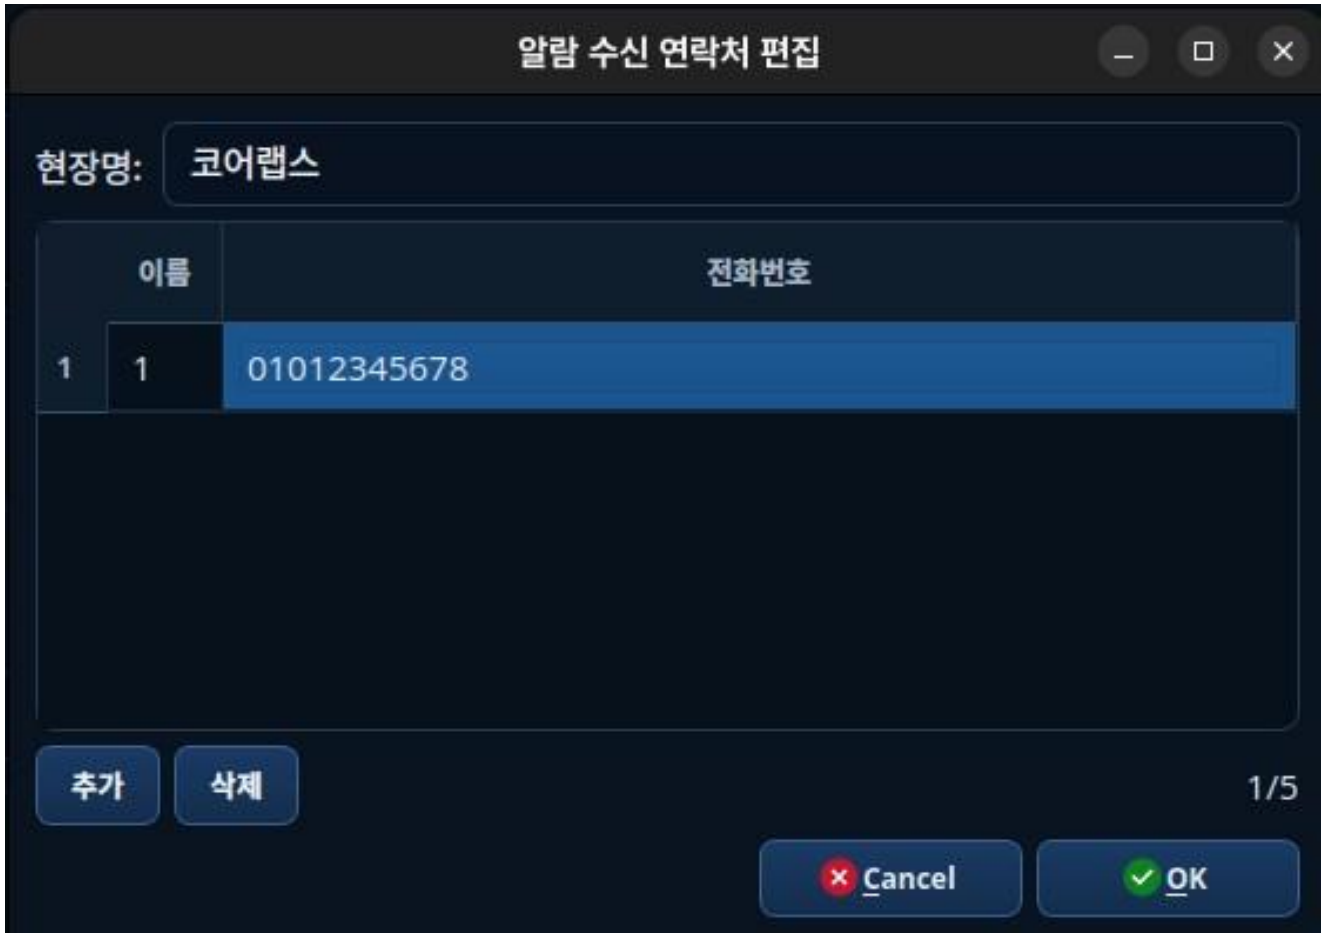 알람 수신 연락처 편집
현장명: 코어랩스
이름 전화번호
1 1 01012345678
추가 삭제 1/5
Cancel OK